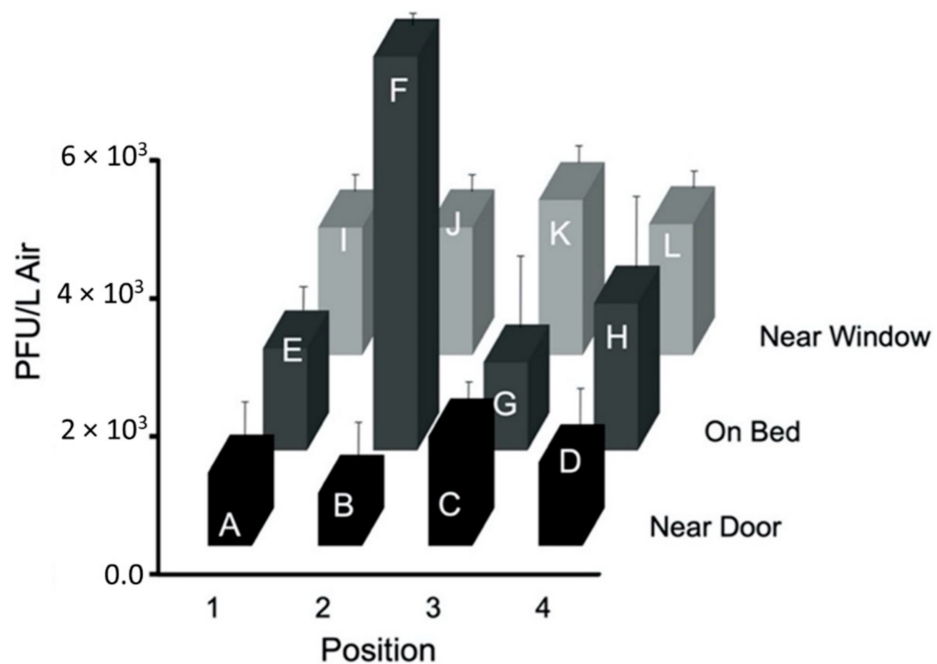 F
6 × 10³
I
J
K
L
PFU/L Air
4 × 10³
E
H
Near Window
G
2 × 10³
On Bed
D
A
B
C
Near Door
0.0
1 2 3 4
Position